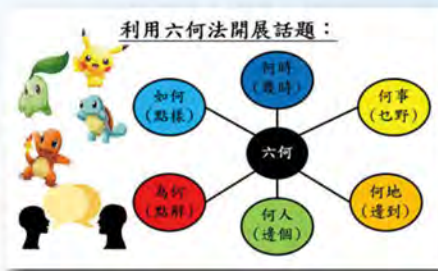 利用六何法開展話題：
何時
(幾時)
如何
(點樣)
何事
(乜野)
六何
為何
(點解)
何地
(邊到)
何人
(邊個)